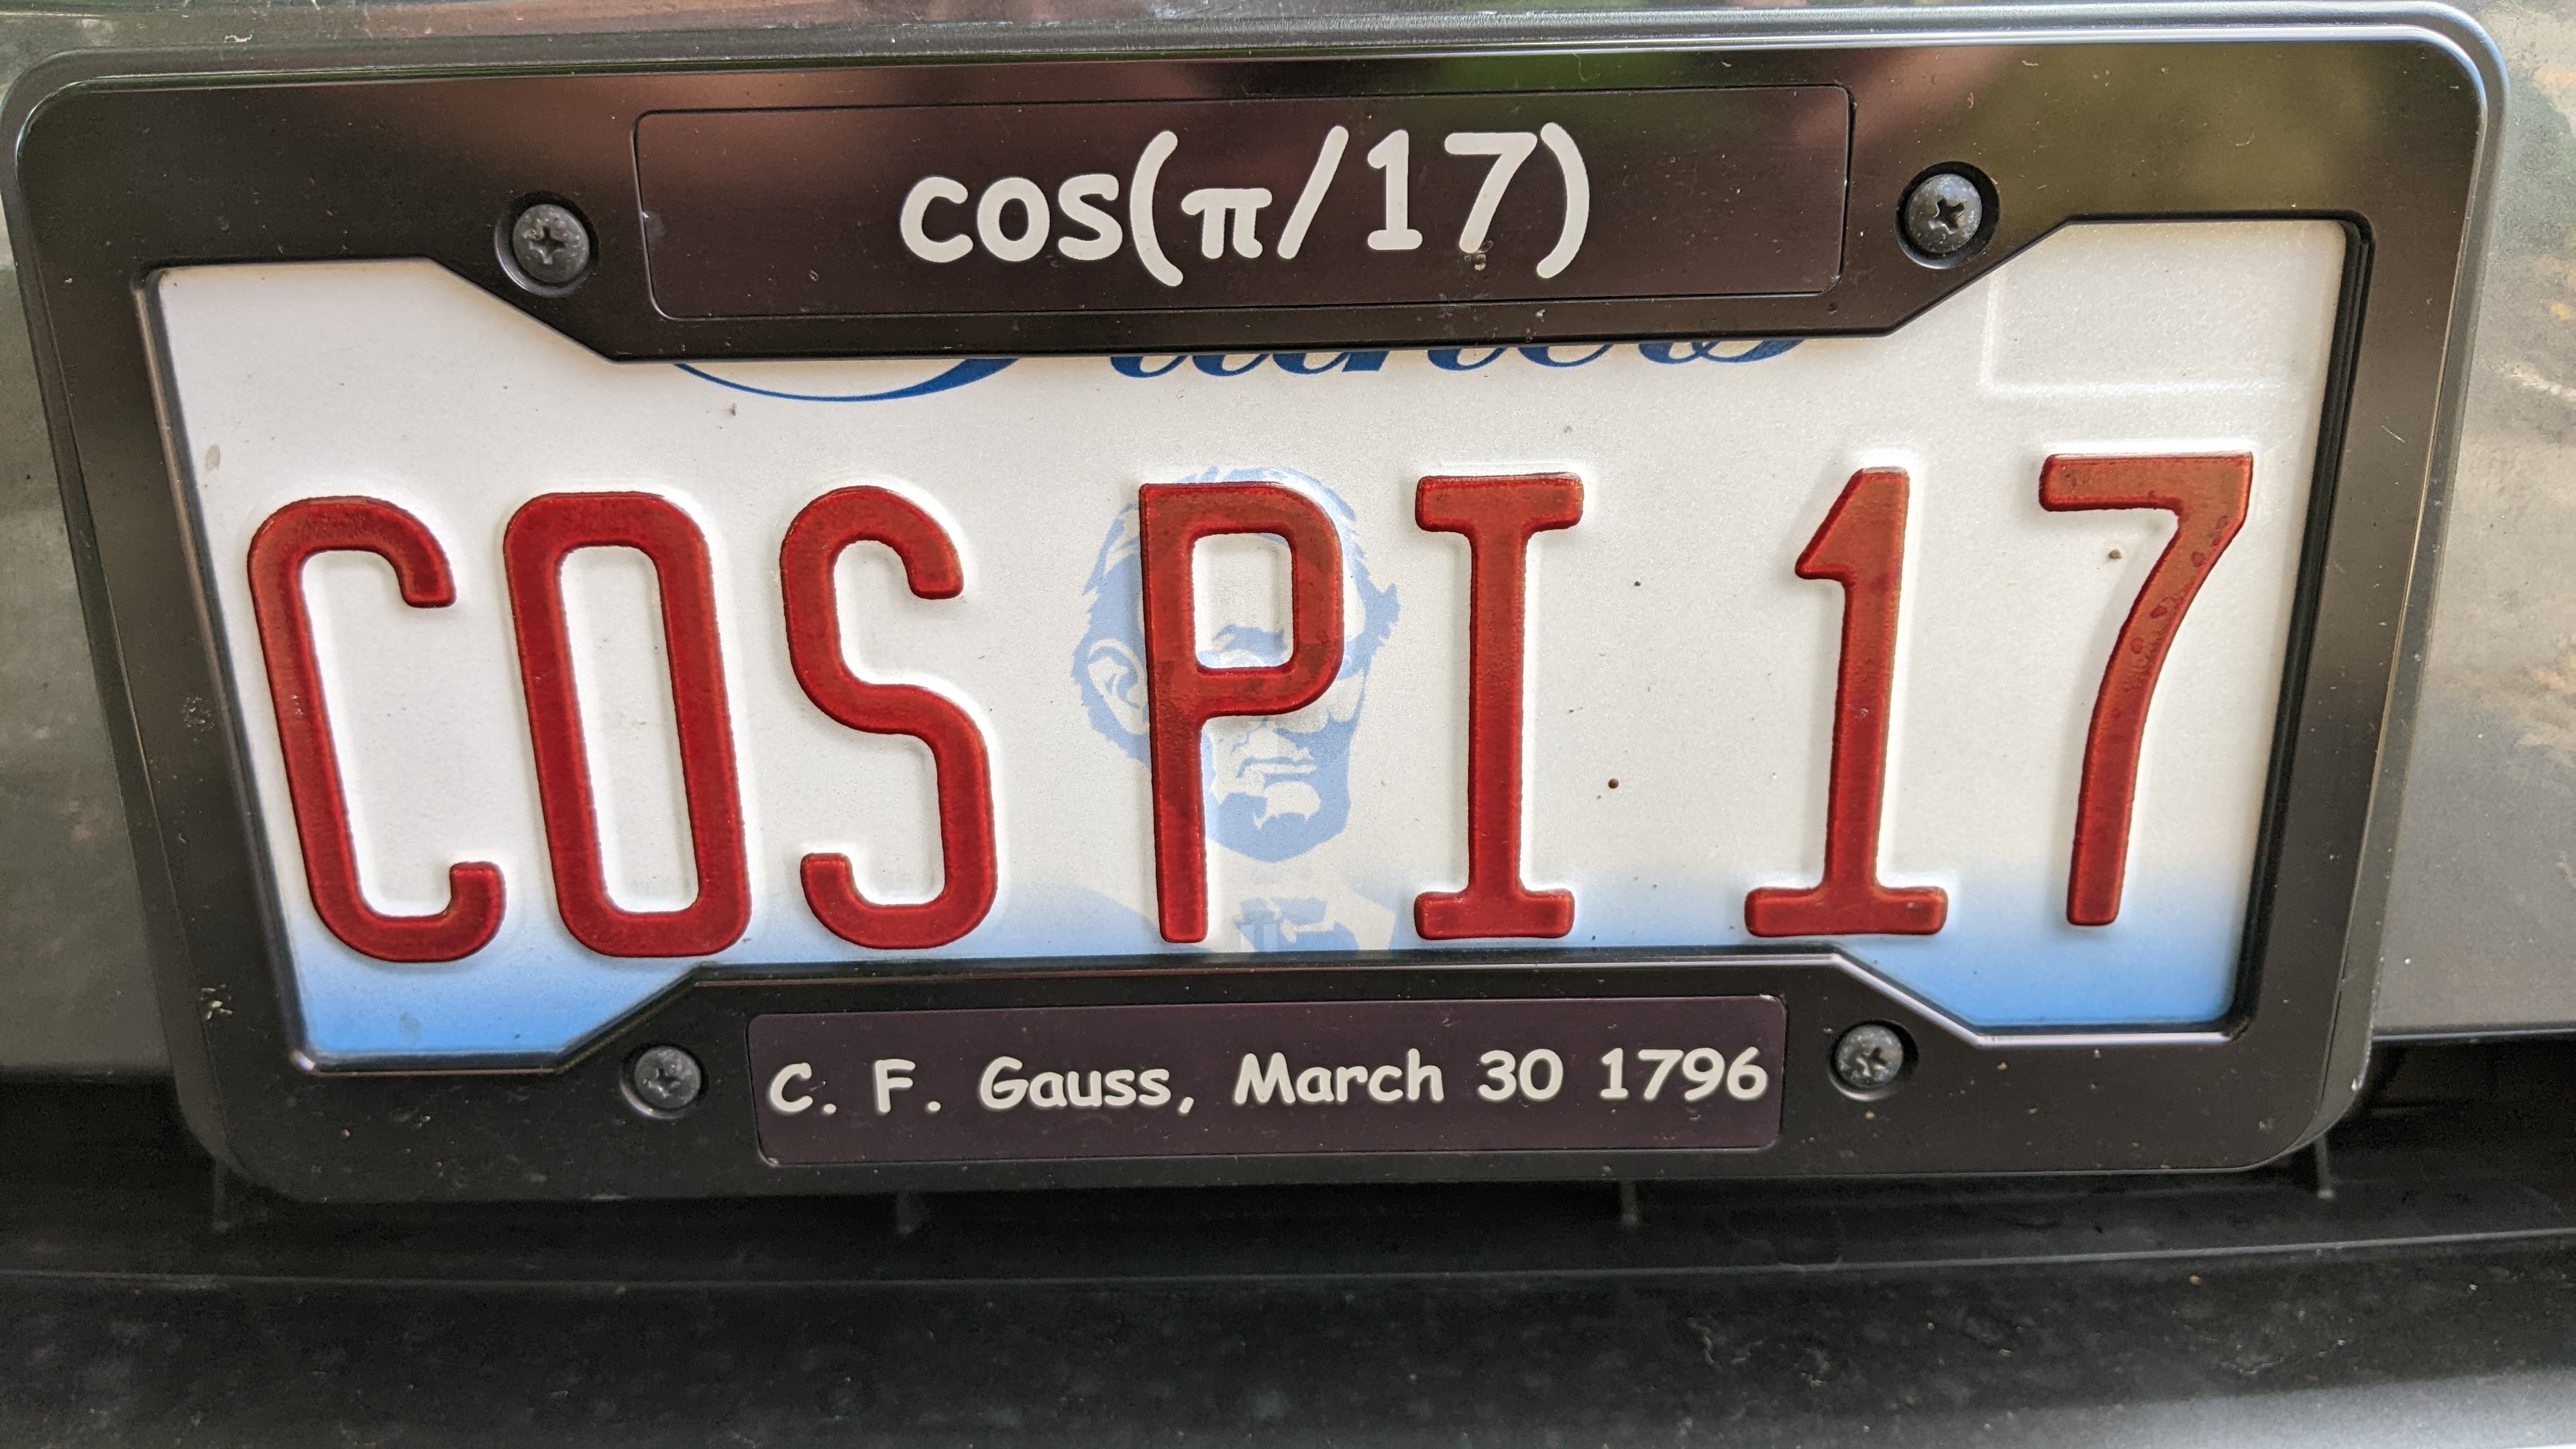 cos(π/17)
COS PI 17
C. F. Gauss, March 30 1796